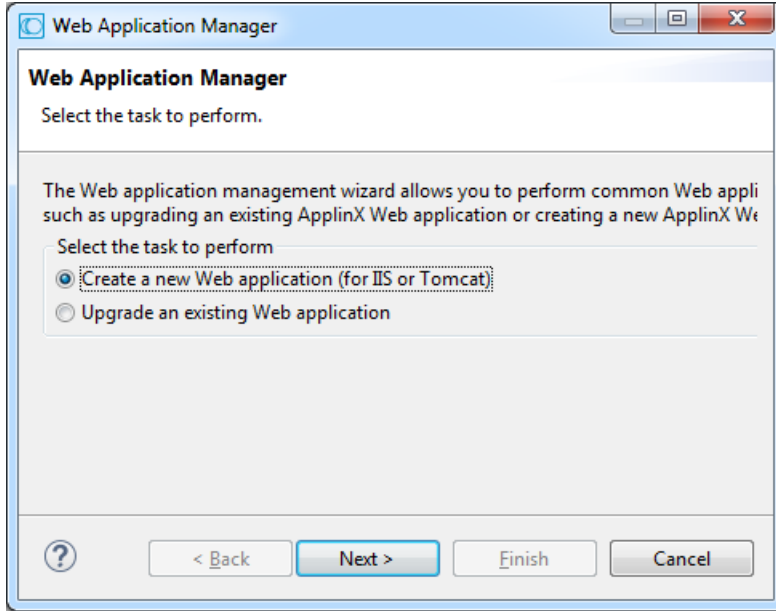 Web Application Manager
Web Application Manager
Select the task to perform.
The Web application management wizard allows you to perform common Web appli
such as upgrading an existing ApplinX Web application or creating a new ApplinX We
Select the task to perform
Create a new Web application (for IIS or Tomcat)
Upgrade an existing Web application
? < Back Next > Finish Cancel